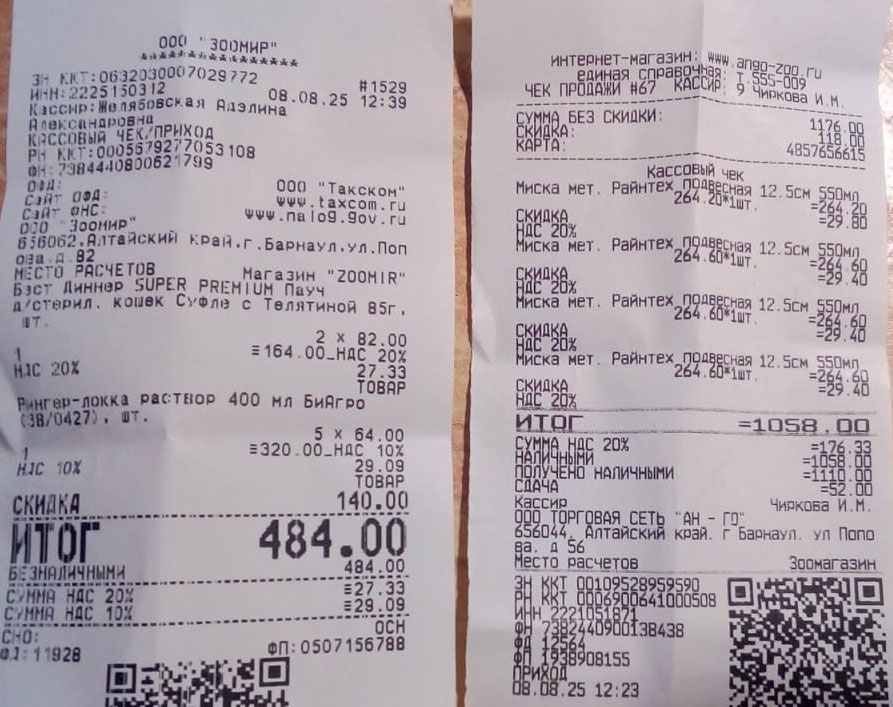 ООО "ЗООМИР"
******************
ЗН ККТ:0632030007029772
#1529
ИНН:2225150312
08.08.25 12:39
Кассир:Желябовская Аделина
Александровна
КАССОВЫЙ ЧЕК/ПРИХОД
РН ККТ:0005679277053108
ФН:7384440800621799
ОФД:
ООО "Такском"
Сайт ОФД:
www.taxcom.ru
Сайт ФНС:
www.nalog.gov.ru
ООО "Зоомир"
656062,Алтайский край,г.Барнаул,ул.Поп
ова,д.82
МЕСТО РАСЧЕТОВ Магазин "ZOOMIR"
Бэст Диннер SUPER PREMIUM Пауч
д/стерил. кошек Суфле с Телятиной 85г,
шт.
2 X 82.00
1
≡164.00_НДС 20%
НДС 20%
27.33
ТОВАР
Рингер-локка раствор 400 мл БиАгро
(38/0427), шт.
5 X 64.00
1
≡320.00_НДС 10%
НДС 10%
29.09
ТОВАР
СКИДКА 140.00
ИТОГ 484.00
БЕЗНАЛИЧНЫМИ 484.00
СУММА НДС 20% ≡27.33
СУММА НДС 10% ≡29.09
СНО: ОСН
ФД:11928 ФП:0507156788
интернет-магазин: www.ango-zoo.ru
единая справочная: т.555-009
ЧЕК ПРОДАЖИ #67 КАССИР: 9 Чиркова И.М.
СУММА БЕЗ СКИДКИ: 1176.00
СКИДКА: 118.00
КАРТА: 4857656615
Кассовый чек
Миска мет. Райнтех подвесная 12.5см 550мл
264.20*1шт. =264.20
СКИДКА =29.80
НДС 20%
Миска мет. Райнтех подвесная 12.5см 550мл
264.60*1шт. =264.60
СКИДКА =29.40
НДС 20%
Миска мет. Райнтех подвесная 12.5см 550мл
264.60*1шт. =264.60
СКИДКА =29.40
НДС 20%
Миска мет. Райнтех подвесная 12.5см 550мл
264.60*1шт. =264.60
СКИДКА =29.40
НДС 20%
ИТОГ =1058.00
СУММА НДС 20% =176.33
НАЛИЧНЫМИ =1058.00
ПОЛУЧЕНО НАЛИЧНЫМИ =1110.00
СДАЧА =52.00
Кассир Чиркова И.М.
ООО ТОРГОВАЯ СЕТЬ "АН - ГО"
656044, Алтайский край, г Барнаул, ул Попо
ва, д 56
Место расчетов Зоомагазин
ЗН ККТ 00109528959590
РН ККТ 0006900641000508
ИНН 2221051871
ФН 7382440900138438
ФД 12564
ФП 1938908155
ПРИХОД
08.08.25 12:23